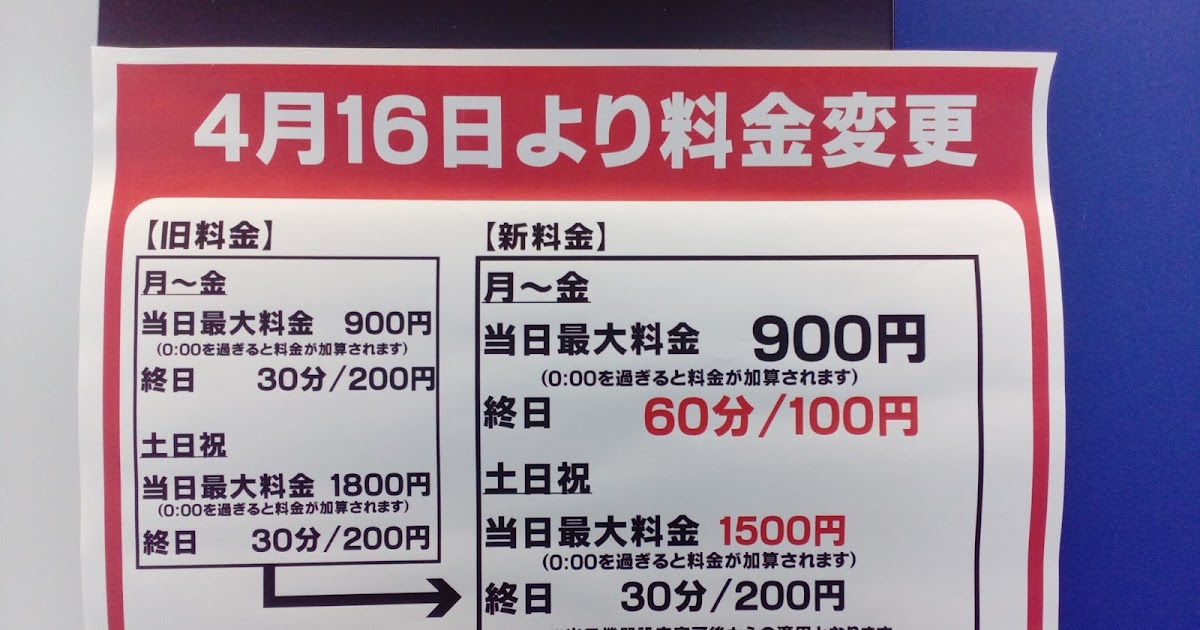 4月16日より料金変更
【旧料金】
月〜金
当日最大料金 900円
(0:00を過ぎると料金が加算されます)
終日 30分/200円
土日祝
当日最大料金 1800円
(0:00を過ぎると料金が加算されます)
終日 30分/200円
【新料金】
月〜金
当日最大料金 900円
(0:00を過ぎると料金が加算されます)
終日 60分/100円
土日祝
当日最大料金 1500円
(0:00を過ぎると料金が加算されます)
終日 30分/200円